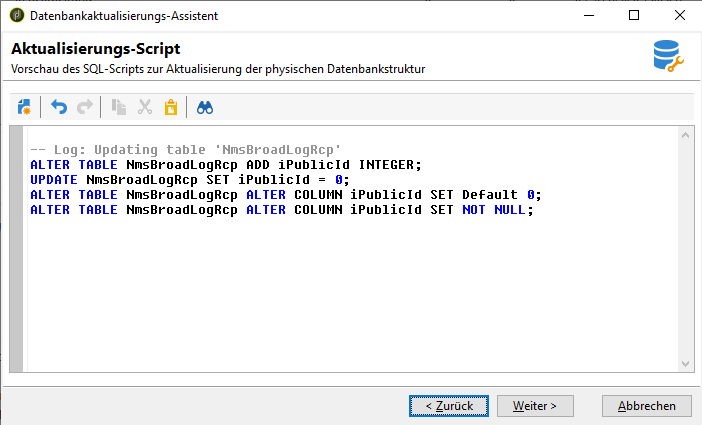 Datenbankaktualisierungs-Assistent
Aktualisierungs-Script
Vorschau des SQL-Scripts zur Aktualisierung der physischen Datenbankstruktur
-- Log: Updating table 'NmsBroadLogRcp'
ALTER TABLE NmsBroadLogRcp ADD iPublicId INTEGER;
UPDATE NmsBroadLogRcp SET iPublicId = 0;
ALTER TABLE NmsBroadLogRcp ALTER COLUMN iPublicId SET Default 0;
ALTER TABLE NmsBroadLogRcp ALTER COLUMN iPublicId SET NOT NULL;
< Zurück Weiter > Abbrechen